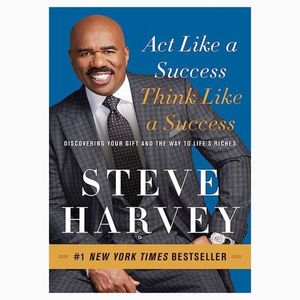 Act Like a
Success
Think Like
a Success
DISCOVERING YOUR GIFT AND THE WAY TO LIFE'S RICHES
STEVE
HARVEY
#1 NEW YORK TIMES BESTSELLER